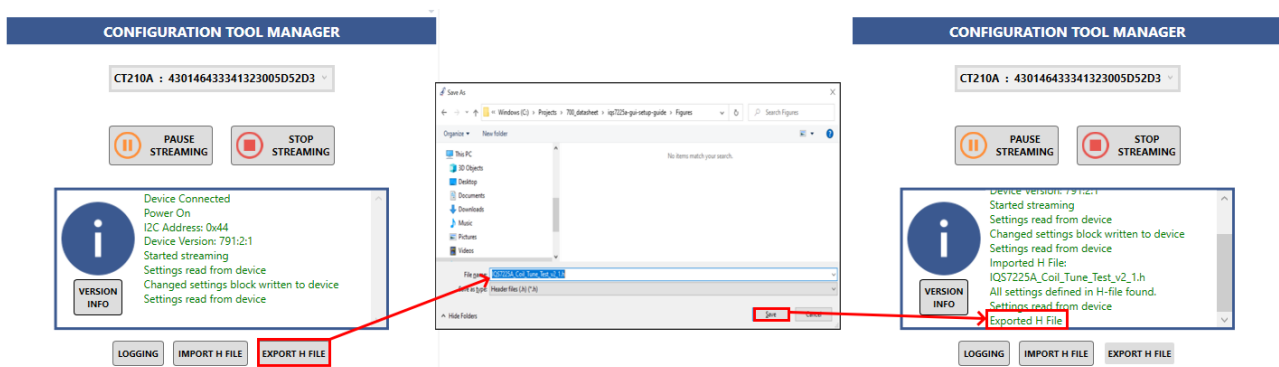 CONFIGURATION TOOL MANAGER
CT210A : 430146433341323005D52D3
PAUSE
STREAMING
STOP
STREAMING
Device Connected
Power On
I2C Address: 0x44
Device Version: 791:2:1
Started streaming
Settings read from device
Changed settings block written to device
Settings read from device
VERSION
INFO
LOGGING
IMPORT H FILE
EXPORT H FILE
Save As
« Windows (C:) › Projects › 700_datasheet › iqs7225a-gui-setup-guide › Figures
Search Figures
Organize
New folder
This PC
3D Objects
Desktop
Documents
Downloads
Music
Pictures
Videos
No items match your search.
File name:
IQS7225A_Coil_Tune_Test_v2_1.h
Save as type:
Header files (.h) (*.h)
Hide Folders
Save
Cancel
CONFIGURATION TOOL MANAGER
CT210A : 430146433341323005D52D3
PAUSE
STREAMING
STOP
STREAMING
Device Version: 791:2:1
Started streaming
Settings read from device
Changed settings block written to device
Settings read from device
Imported H File:
IQS7225A_Coil_Tune_Test_v2_1.h
All settings defined in H-file found.
Settings read from device
Exported H File
VERSION
INFO
LOGGING
IMPORT H FILE
EXPORT H FILE